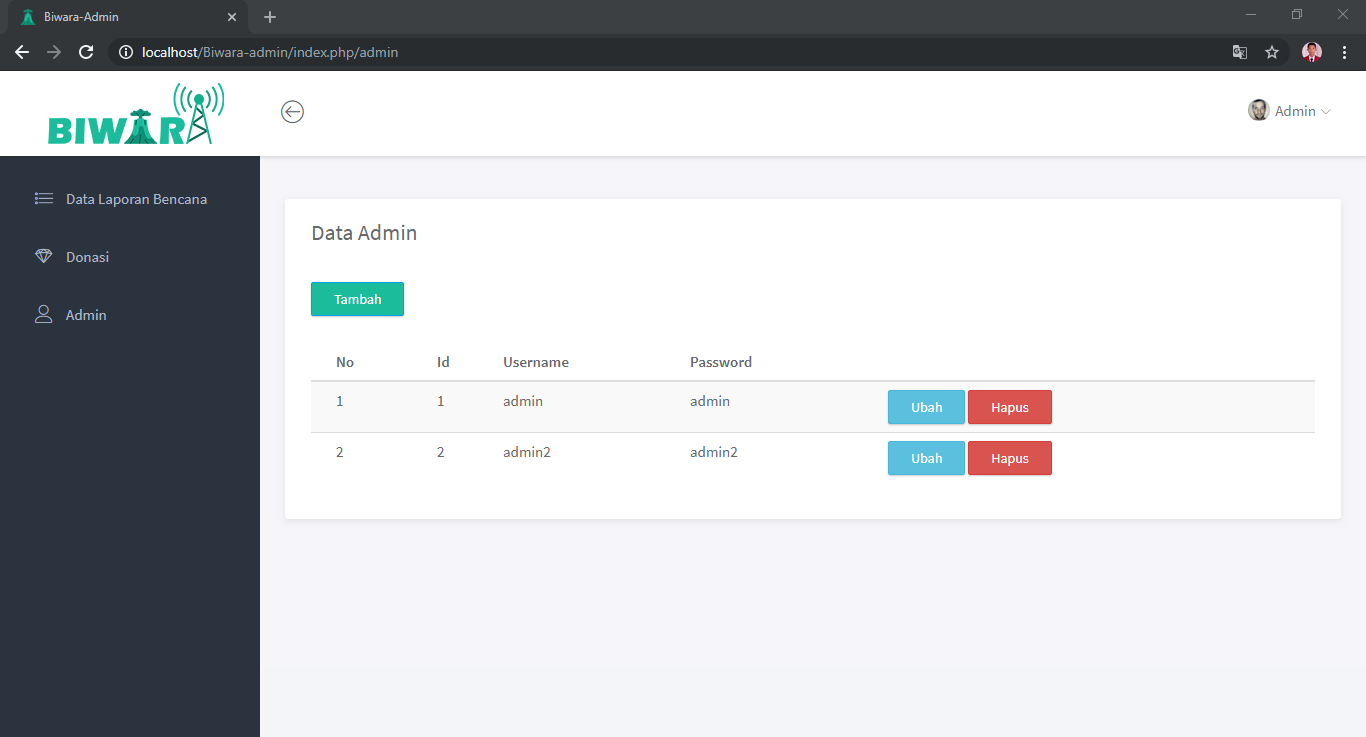 Biwara-Admin
localhost/Biwara-admin/index.php/admin
BIWARA
Admin
Data Laporan Bencana
Donasi
Admin
Data Admin
Tambah
No Id Username Password
1 1 admin admin Ubah Hapus
2 2 admin2 admin2 Ubah Hapus